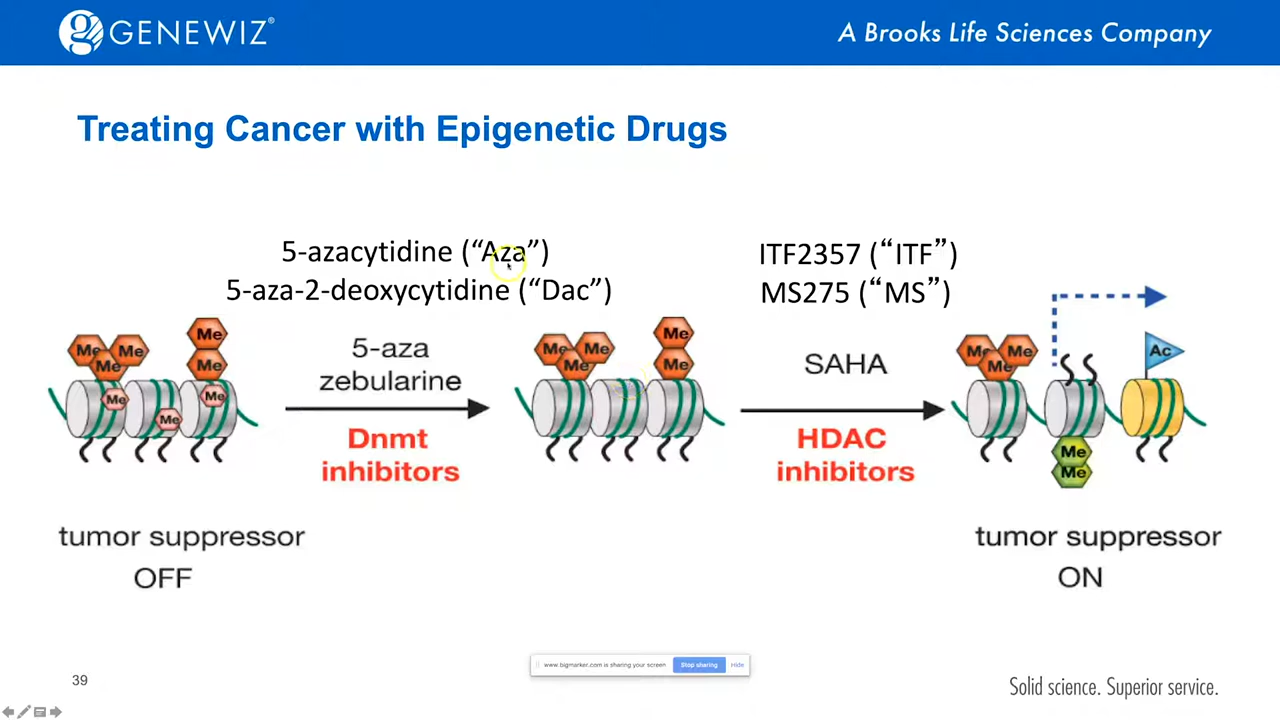 GENEWIZ®
A Brooks Life Sciences Company
Treating Cancer with Epigenetic Drugs
5-azacytidine (“Aza”)
5-aza-2-deoxycytidine (“Dac”)
ITF2357 (“ITF”)
MS275 (“MS”)
5-aza
zebularine
Dnmt
inhibitors
SAHA
HDAC
inhibitors
Me Me Me Me Me
Me Me Me
Me Me Me Me Me
Me Me Me
Ac
Me
Me
tumor suppressor
OFF
tumor suppressor
ON
www.bigmarker.com is sharing your screen Stop sharing Hide
39
Solid science. Superior service.